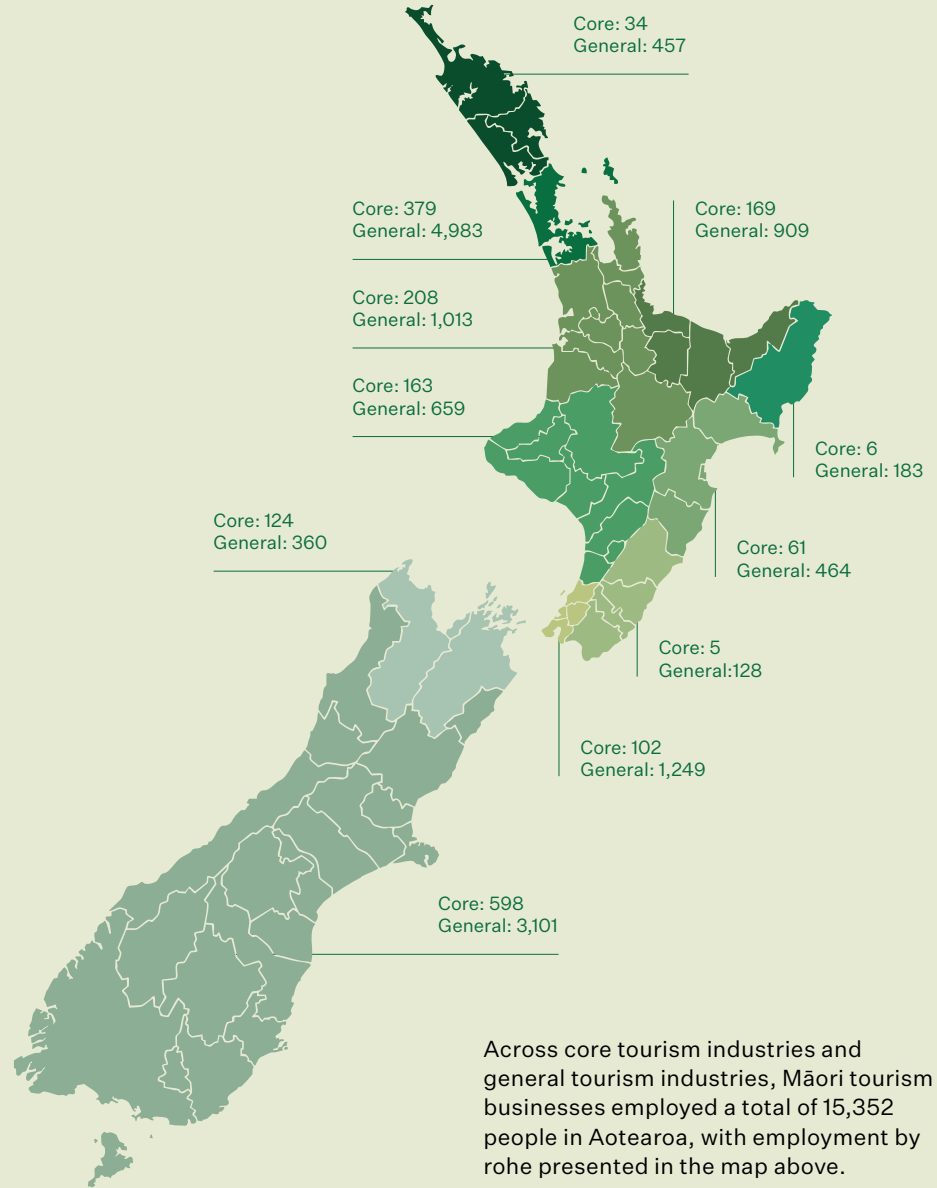 Core: 34
General: 457
Core: 379
General: 4,983
Core: 169
General: 909
Core: 208
General: 1,013
Core: 163
General: 659
Core: 6
General: 183
Core: 124
General: 360
Core: 61
General: 464
Core: 5
General:128
Core: 102
General: 1,249
Core: 598
General: 3,101
Across core tourism industries and
general tourism industries, Māori tourism
businesses employed a total of 15,352
people in Aotearoa, with employment by
rohe presented in the map above.